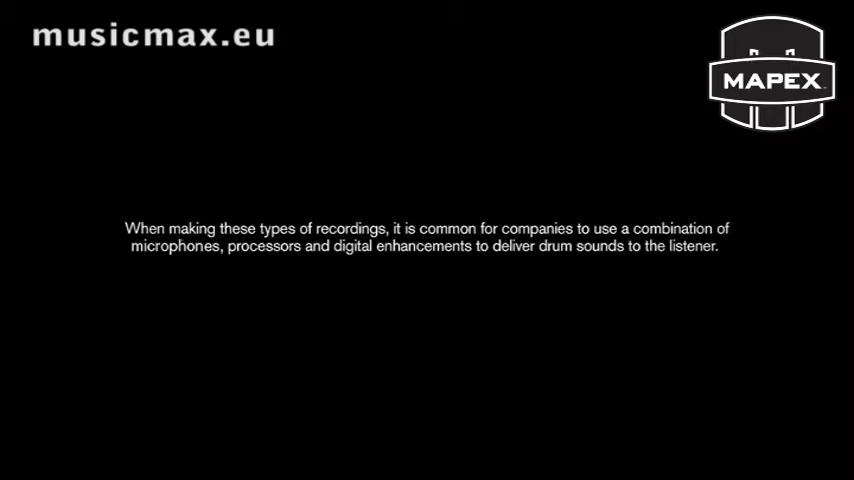 musicmax.eu
MAPEX
When making these types of recordings, it is common for companies to use a combination of
microphones, processors and digital enhancements to deliver drum sounds to the listener.